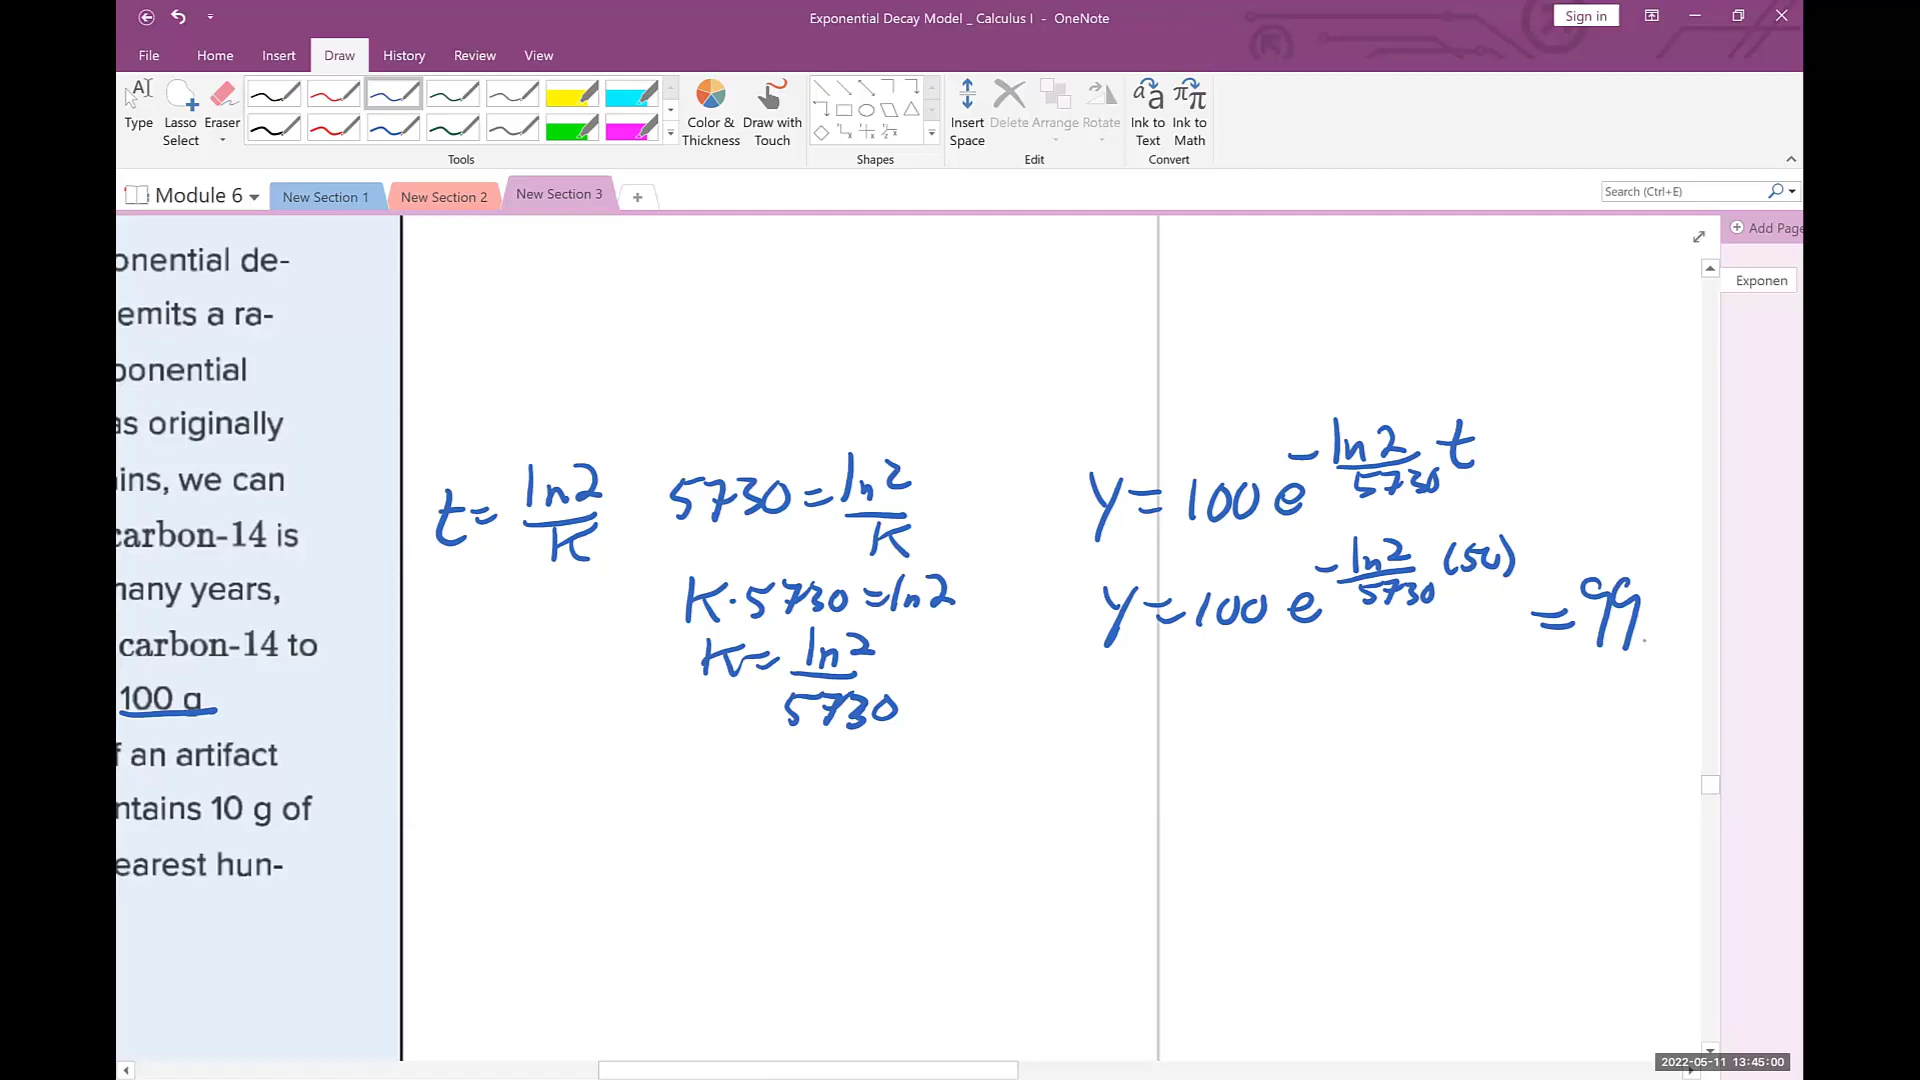 Exponential Decay Model _ Calculus I - OneNote
Sign in
File Home Insert Draw History Review View
Type
Lasso Select
Eraser
Color & Thickness
Draw with Touch
Insert Space
Delete Arrange Rotate
Ink to Text
Ink to Math
Tools Shapes Edit Convert
Module 6 New Section 1 New Section 2 New Section 3
Search (Ctrl+E)
Add Page
Exponen
onential de-
emits a ra-
ponential
as originally
ins, we can
carbon-14 is
many years,
carbon-14 to
100 g
f an artifact
ntains 10 g of
earest hun-
t = ln2/K
5730 = ln2/K
K · 5730 = ln2
K = ln2/5730
y = 100 e^(-ln2/5730 t)
y = 100 e^(-ln2/5730 (50)) = 99.
2022-05-11 13:45:00